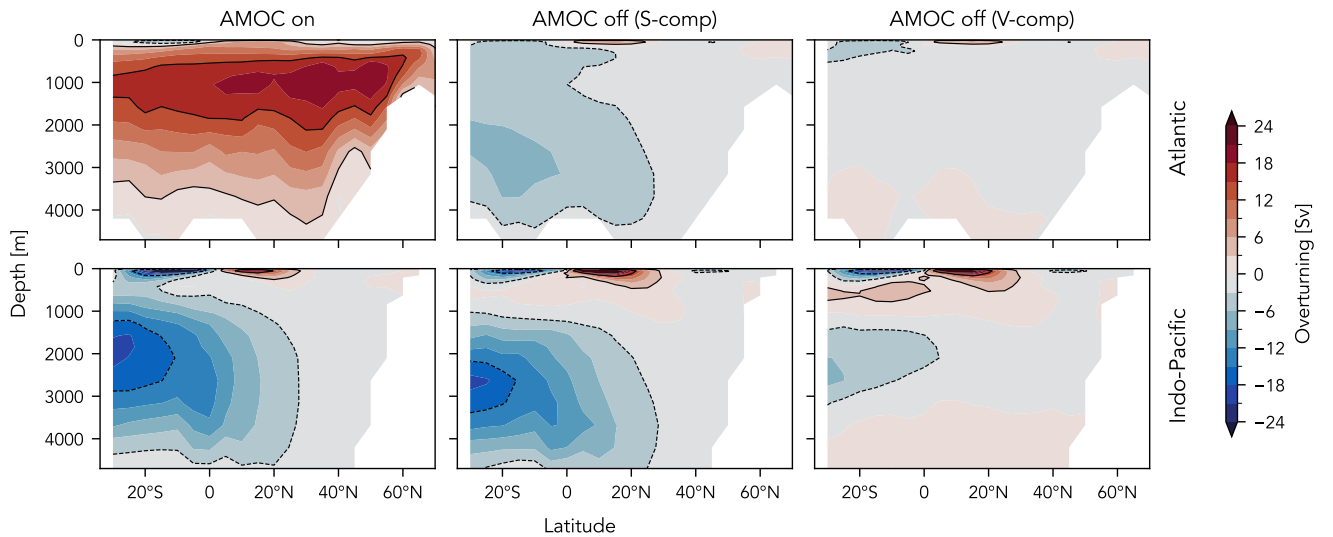 AMOC on
AMOC off (S-comp)
AMOC off (V-comp)
0
1000
2000
3000
4000
Atlantic
Depth [m]
0
1000
2000
3000
4000
Indo-Pacific
20°S
0
20°N
40°N
60°N
20°S
0
20°N
40°N
60°N
20°S
0
20°N
40°N
60°N
Latitude
24
18
12
6
0
−6
−12
−18
−24
Overturning [Sv]